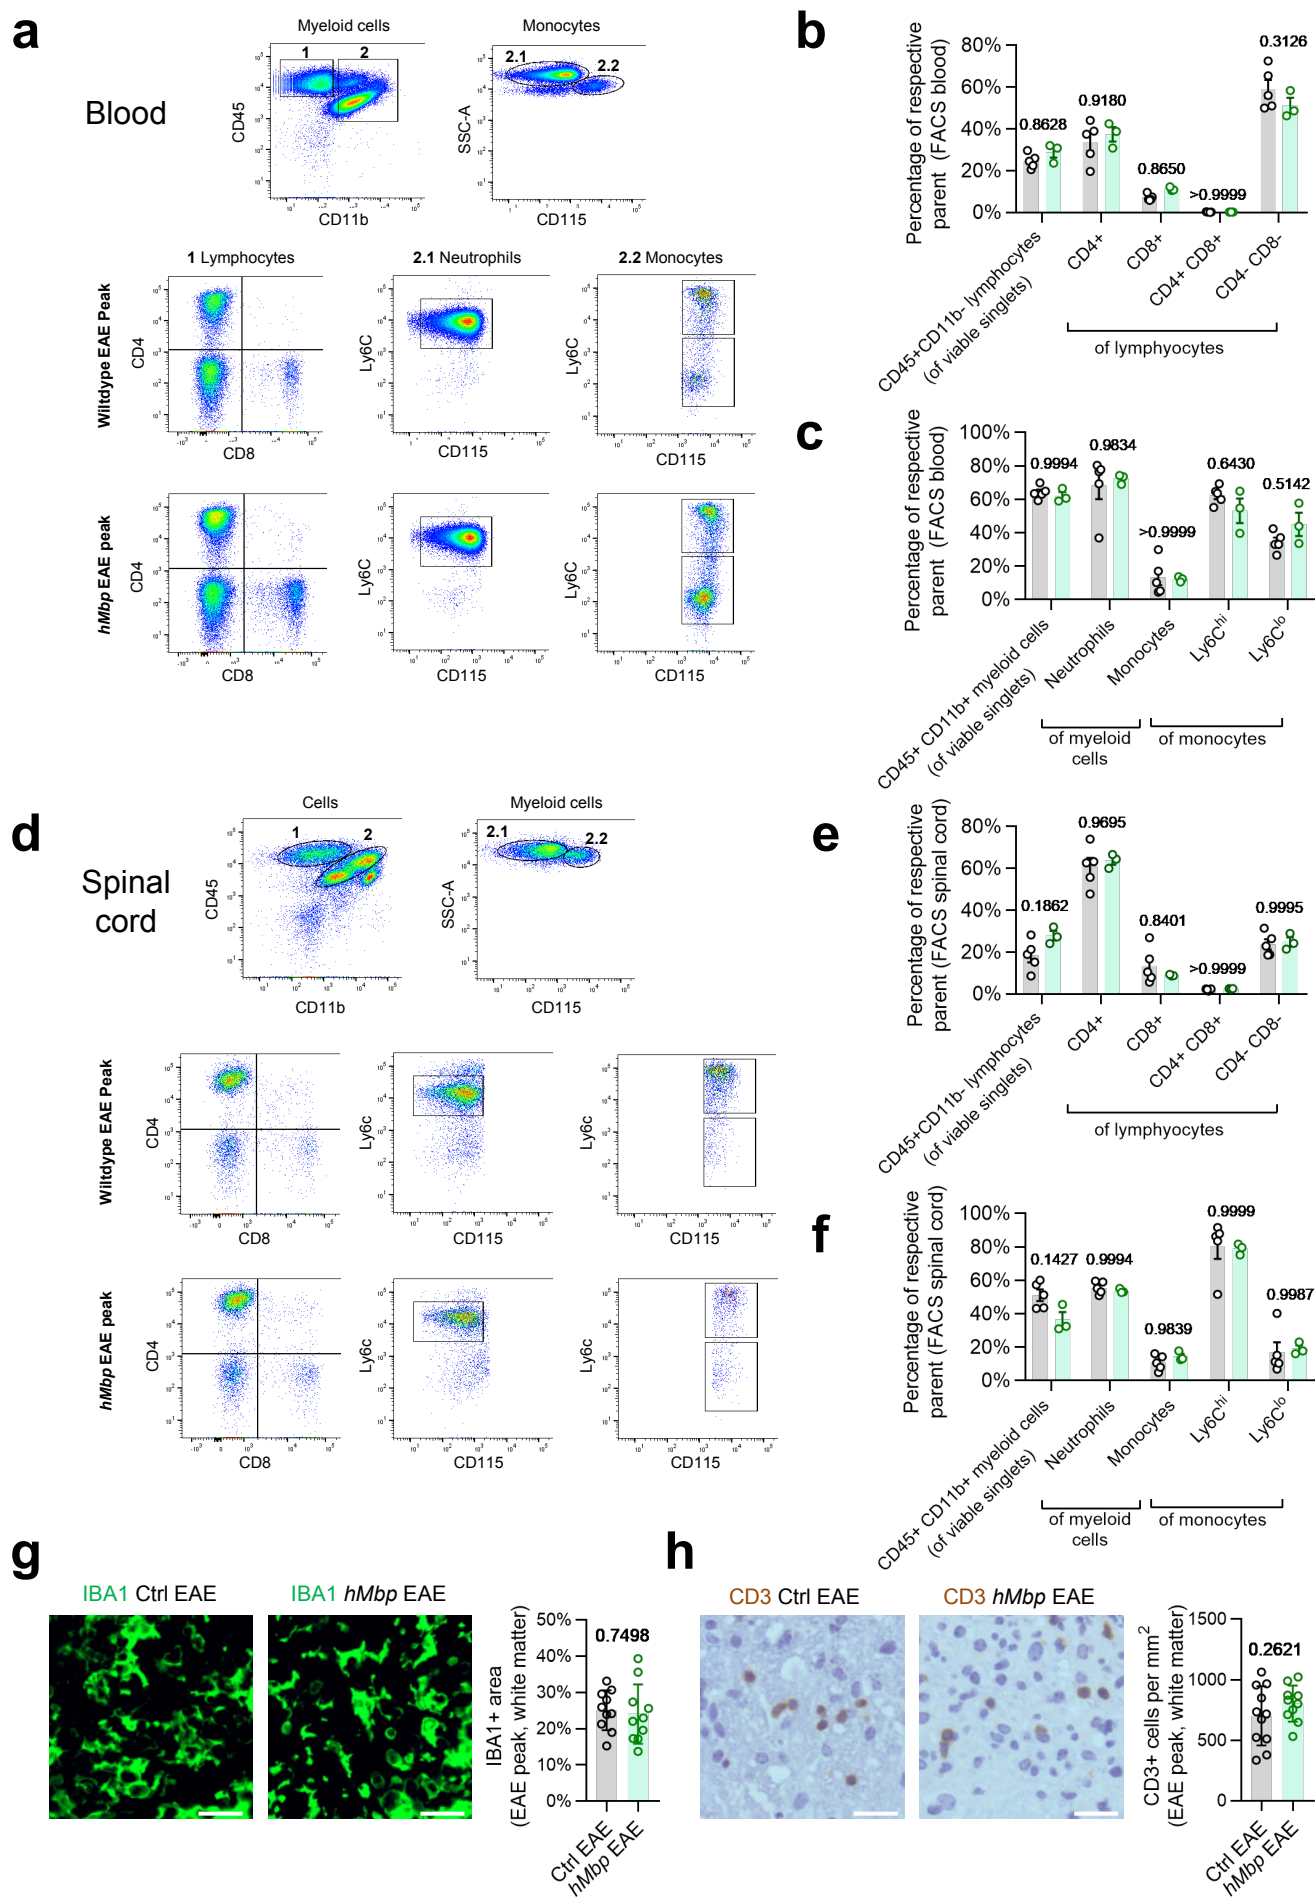 a
Blood
Myeloid cells
Monocytes
1
2
2.1
2.2
CD45
CD11b
SSC-A
CD115
1 Lymphocytes
2.1 Neutrophils
2.2 Monocytes
Wiltdype EAE Peak
CD4
CD8
Ly6C
CD115
Ly6C
CD115
hMbp EAE peak
CD4
CD8
Ly6C
CD115
Ly6C
CD115
b
Percentage of respective
parent (FACS blood)
80%
60%
40%
20%
0%
0.8628
0.9180
0.8650
>0.9999
0.3126
CD45+CD11b- lymphocytes
(of viable singlets)
CD4+
CD8+
CD4+ CD8+
CD4- CD8-
of lymphyocytes
c
Percentage of respective
parent (FACS blood)
100%
80%
60%
40%
20%
0%
0.9994
0.9834
>0.9999
0.6430
0.5142
CD45+ CD11b+ myeloid cells
(of viable singlets)
Neutrophils
Monocytes
Ly6Chi
Ly6Clo
of myeloid
cells
of monocytes
d
Spinal
cord
Cells
Myeloid cells
1
2
2.1
2.2
CD45
CD11b
SSC-A
CD115
Wiltdype EAE Peak
CD4
CD8
Ly6c
CD115
Ly6c
CD115
hMbp EAE peak
CD4
CD8
Ly6c
CD115
Ly6c
CD115
e
Percentage of respective
parent (FACS spinal cord)
80%
60%
40%
20%
0%
0.1862
0.9695
0.8401
>0.9999
0.9995
CD45+CD11b- lymphocytes
(of viable singlets)
CD4+
CD8+
CD4+ CD8+
CD4- CD8-
of lymphyocytes
f
Percentage of respective
parent (FACS spinal cord)
100%
80%
60%
40%
20%
0%
0.1427
0.9994
0.9839
0.9999
0.9987
CD45+ CD11b+ myeloid cells
(of viable singlets)
Neutrophils
Monocytes
Ly6Chi
Ly6Clo
of myeloid
cells
of monocytes
g
IBA1 Ctrl EAE
IBA1 hMbp EAE
IBA1+ area
(EAE peak, white matter)
50%
40%
30%
20%
10%
0%
0.7498
Ctrl EAE
hMbp EAE
h
CD3 Ctrl EAE
CD3 hMbp EAE
CD3+ cells per mm2
(EAE peak, white matter)
1500
1000
500
0
0.2621
Ctrl EAE
hMbp EAE